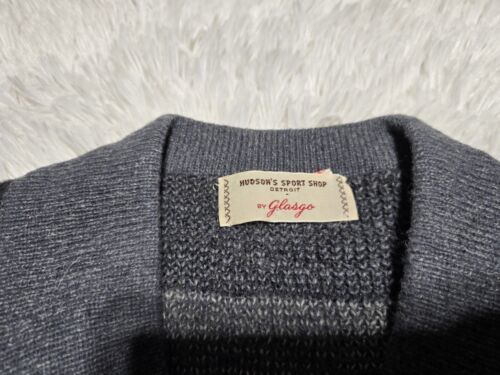 HUDSON'S SPORT SHOP
DETROIT
BY Glasgo